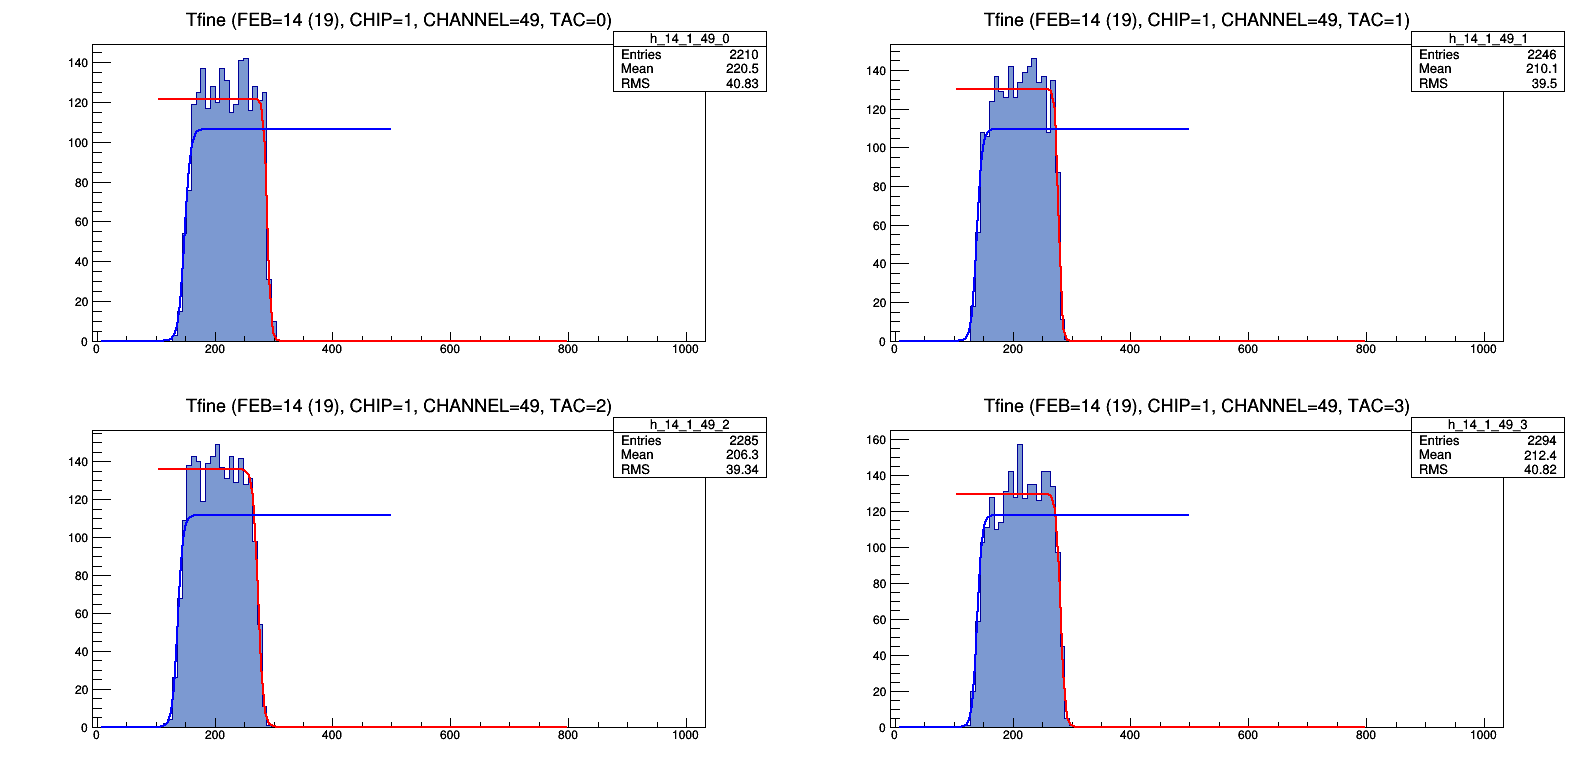 Tfine (FEB=14 (19), CHIP=1, CHANNEL=49, TAC=0)
h_14_1_49_0
Entries 2210
Mean 220.5
RMS 40.83
140
120
100
80
60
40
20
0
0 200 400 600 800 1000
Tfine (FEB=14 (19), CHIP=1, CHANNEL=49, TAC=1)
h_14_1_49_1
Entries 2246
Mean 210.1
RMS 39.5
140
120
100
80
60
40
20
0
0 200 400 600 800 1000
Tfine (FEB=14 (19), CHIP=1, CHANNEL=49, TAC=2)
h_14_1_49_2
Entries 2285
Mean 206.3
RMS 39.34
140
120
100
80
60
40
20
0
0 200 400 600 800 1000
Tfine (FEB=14 (19), CHIP=1, CHANNEL=49, TAC=3)
h_14_1_49_3
Entries 2294
Mean 212.4
RMS 40.82
160
140
120
100
80
60
40
20
0
0 200 400 600 800 1000